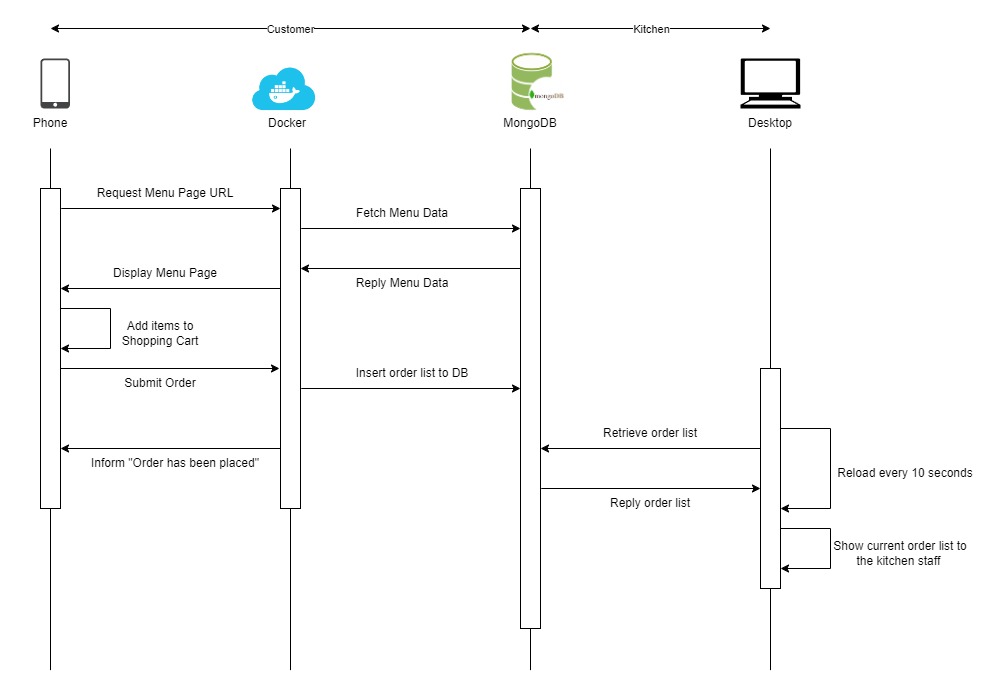 Customer
Kitchen
mongoDB
Phone
Docker
MongoDB
Desktop
Request Menu Page URL
Fetch Menu Data
Display Menu Page
Reply Menu Data
Add items to
Shopping Cart
Submit Order
Insert order list to DB
Retrieve order list
Inform "Order has been placed"
Reload every 10 seconds
Reply order list
Show current order list to
the kitchen staff